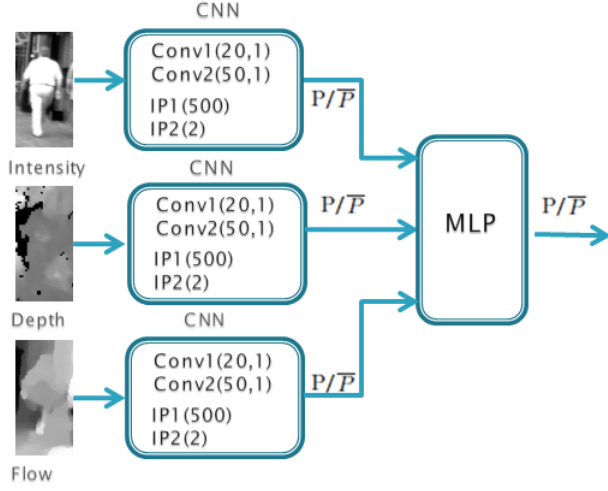 CNN
Conv1(20,1)
Conv2(50,1)
IP1(500)
IP2(2)
P/P̅
Intensity
CNN
Conv1(20,1)
Conv2(50,1)
IP1(500)
IP2(2)
P/P̅
Depth
CNN
Conv1(20,1)
Conv2(50,1)
IP1(500)
IP2(2)
P/P̅
Flow
MLP
P/P̅